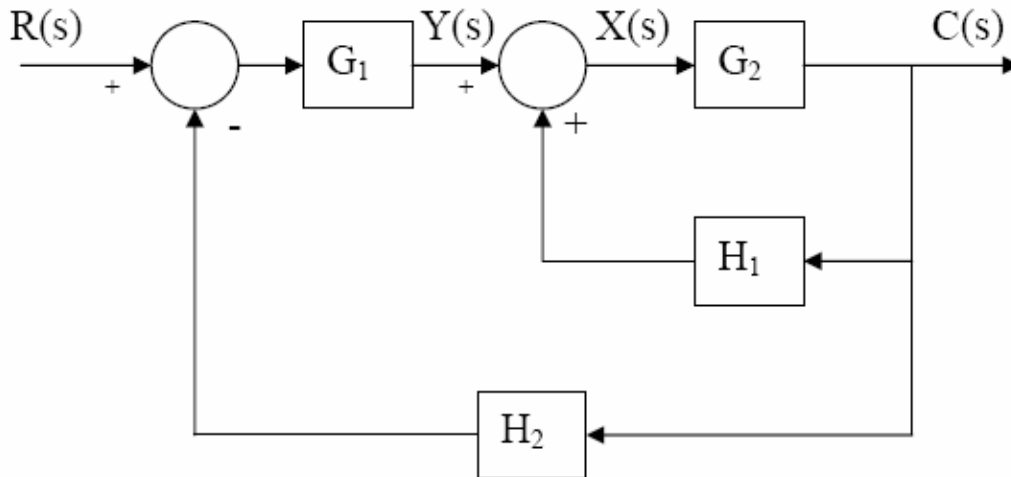 R(s) Y(s) X(s) C(s)
G₁ G₂
+ + -
+
H₁
H₂